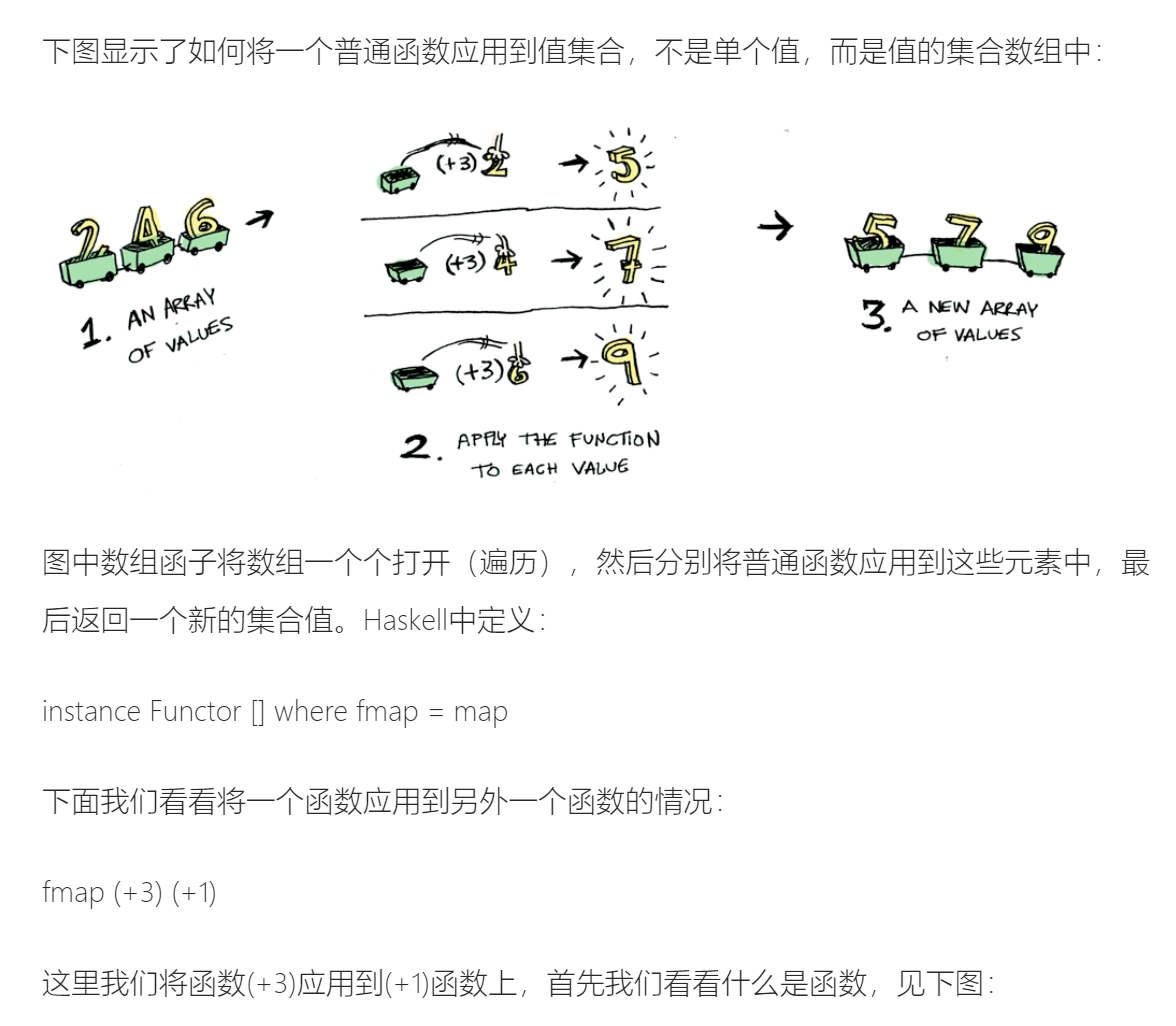 下图显示了如何将一个普通函数应用到值集合，不是单个值，而是值的集合数组中：
2 4 6
1. AN ARRAY
OF VALUES
(+3) 2 → 5
(+3) 4 → 7
(+3) 6 → 9
2. APPLY THE FUNCTION
TO EACH VALUE
5 7 9
3. A NEW ARRAY
OF VALUES
图中数组函子将数组一个个打开（遍历），然后分别将普通函数应用到这些元素中，最
后返回一个新的集合值。Haskell中定义：
instance Functor [] where fmap = map
下面我们看看将一个函数应用到另外一个函数的情况：
fmap (+3) (+1)
这里我们将函数(+3)应用到(+1)函数上，首先我们看看什么是函数，见下图：